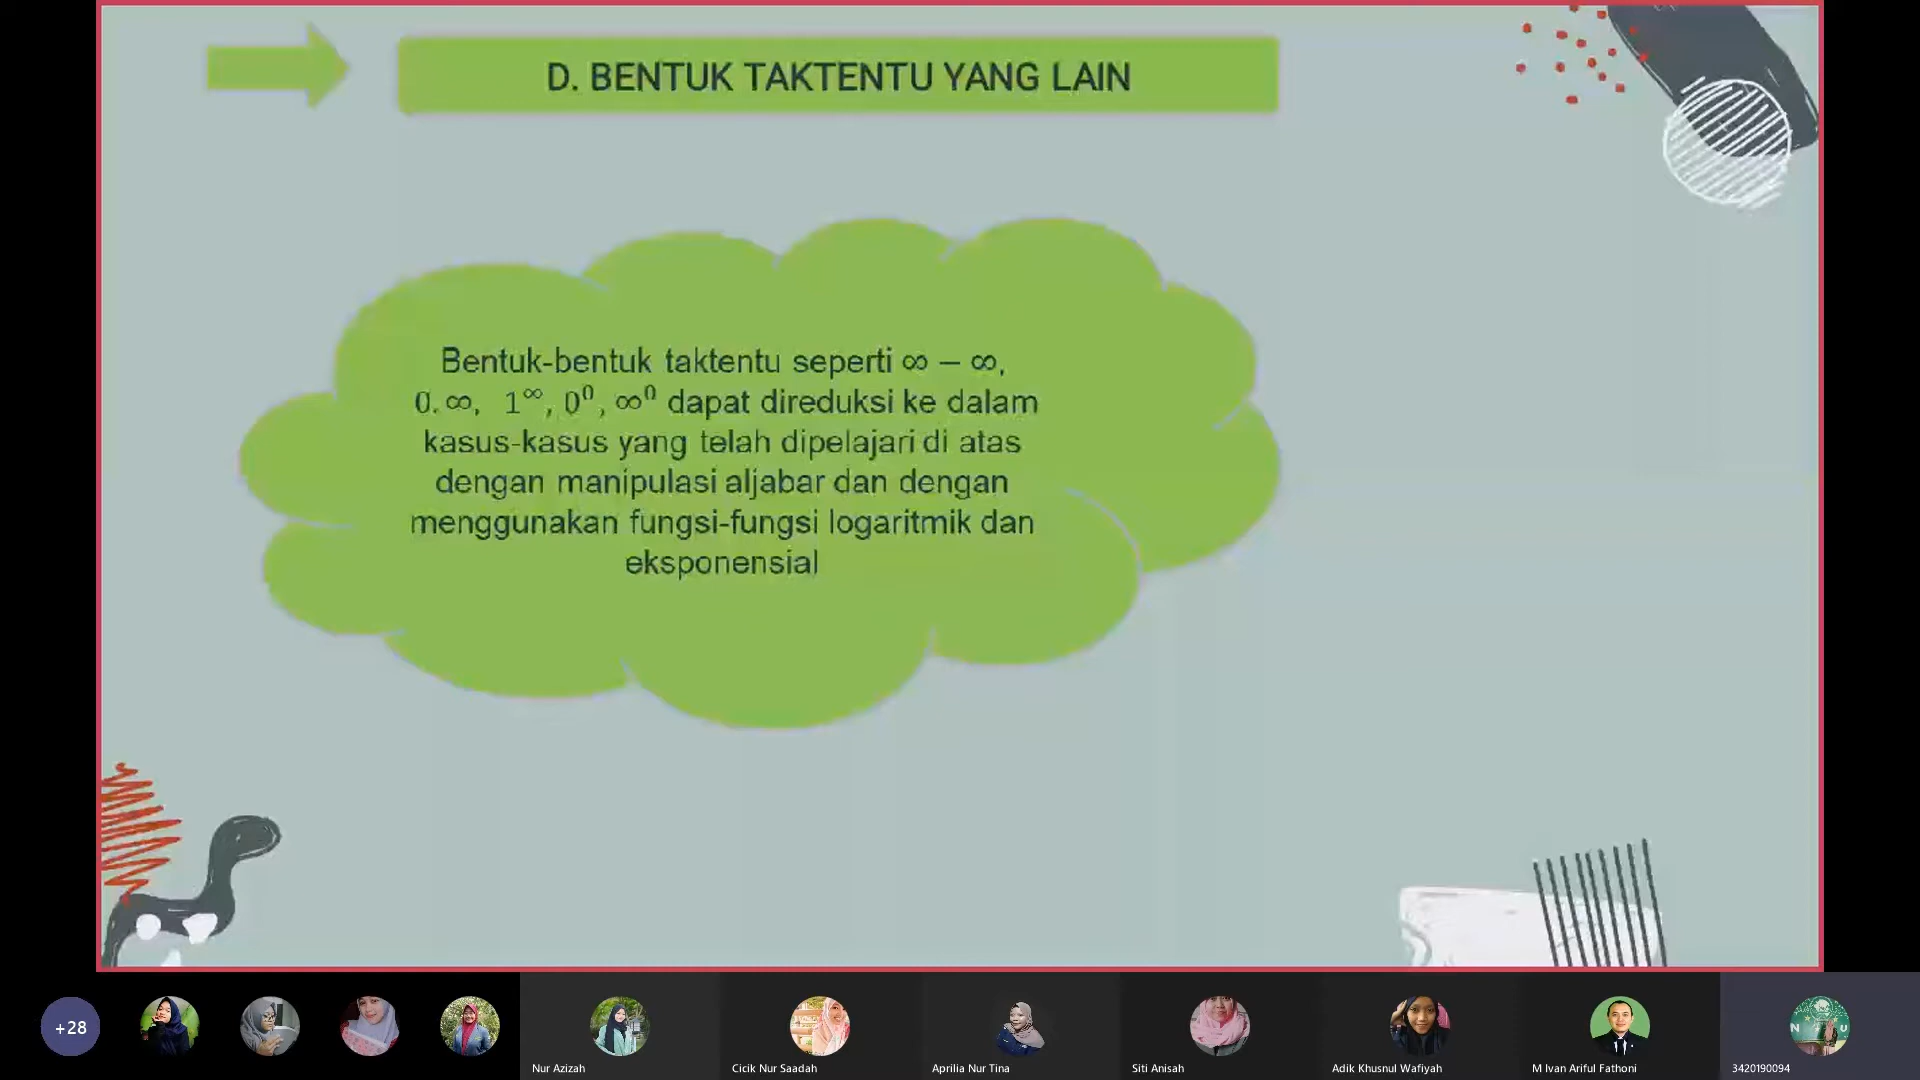 D. BENTUK TAKTENTU YANG LAIN
Bentuk-bentuk taktentu seperti ∞ − ∞,
0. ∞, 1^∞, 0^0, ∞^0 dapat direduksi ke dalam
kasus-kasus yang telah dipelajari di atas
dengan manipulasi aljabar dan dengan
menggunakan fungsi-fungsi logaritmik dan
eksponensial
+28
Nur Azizah
Cicik Nur Saadah
Aprilia Nur Tina
Siti Anisah
Adik Khusnul Wafiyah
M Ivan Ariful Fathoni
N U
3420190094